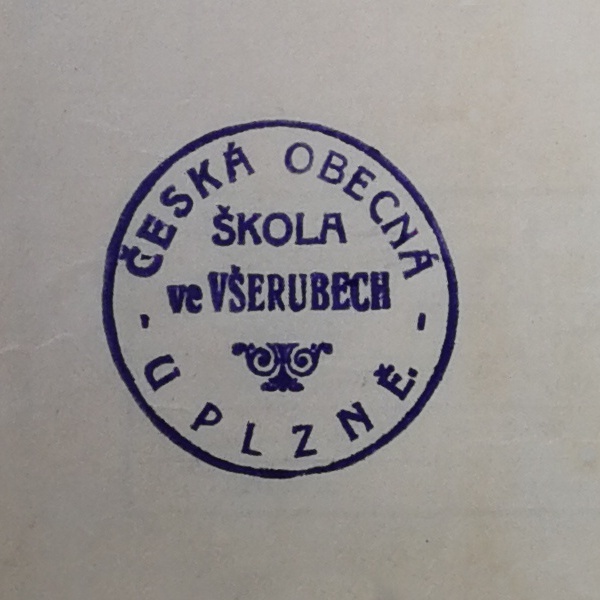 ČESKÁ OBECNÁ
ŠKOLA
ve VŠERUBECH
- U PLZNĚ. -